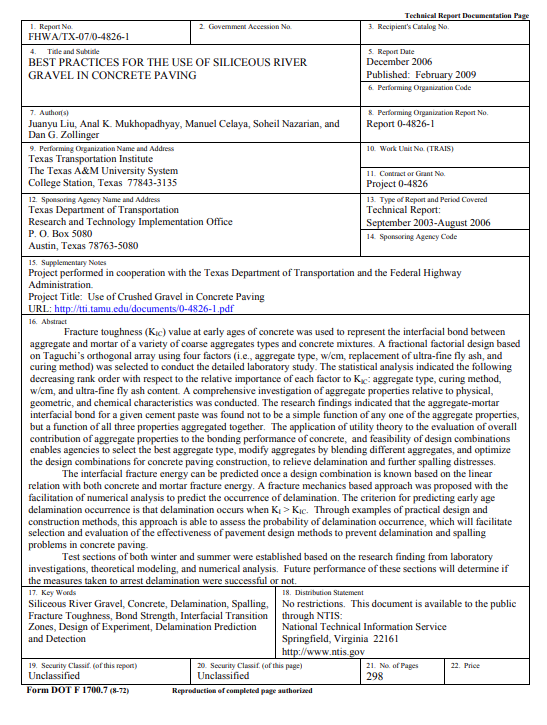 Technical Report Documentation Page
1. Report No.
FHWA/TX-07/0-4826-1
2. Government Accession No.
3. Recipient's Catalog No.
4. Title and Subtitle
BEST PRACTICES FOR THE USE OF SILICEOUS RIVER
GRAVEL IN CONCRETE PAVING
5. Report Date
December 2006
Published: February 2009
6. Performing Organization Code
7. Author(s)
Juanyu Liu, Anal K. Mukhopadhyay, Manuel Celaya, Soheil Nazarian, and
Dan G. Zollinger
8. Performing Organization Report No.
Report 0-4826-1
9. Performing Organization Name and Address
Texas Transportation Institute
The Texas A&M University System
College Station, Texas 77843-3135
10. Work Unit No. (TRAIS)
11. Contract or Grant No.
Project 0-4826
12. Sponsoring Agency Name and Address
Texas Department of Transportation
Research and Technology Implementation Office
P. O. Box 5080
Austin, Texas 78763-5080
13. Type of Report and Period Covered
Technical Report:
September 2003-August 2006
14. Sponsoring Agency Code
15. Supplementary Notes
Project performed in cooperation with the Texas Department of Transportation and the Federal Highway
Administration.
Project Title: Use of Crushed Gravel in Concrete Paving
URL: http://tti.tamu.edu/documents/0-4826-1.pdf
16. Abstract
Fracture toughness (KIC) value at early ages of concrete was used to represent the interfacial bond between
aggregate and mortar of a variety of coarse aggregates types and concrete mixtures. A fractional factorial design based
on Taguchi's orthogonal array using four factors (i.e., aggregate type, w/cm, replacement of ultra-fine fly ash, and
curing method) was selected to conduct the detailed laboratory study. The statistical analysis indicated the following
decreasing rank order with respect to the relative importance of each factor to KIC: aggregate type, curing method,
w/cm, and ultra-fine fly ash content. A comprehensive investigation of aggregate properties relative to physical,
geometric, and chemical characteristics was conducted. The research findings indicated that the aggregate-mortar
interfacial bond for a given cement paste was found not to be a simple function of any one of the aggregate properties,
but a function of all three properties aggregated together. The application of utility theory to the evaluation of overall
contribution of aggregate properties to the bonding performance of concrete, and feasibility of design combinations
enables agencies to select the best aggregate type, modify aggregates by blending different aggregates, and optimize
the design combinations for concrete paving construction, to relieve delamination and further spalling distresses.
The interfacial fracture energy can be predicted once a design combination is known based on the linear
relation with both concrete and mortar fracture energy. A fracture mechanics based approach was proposed with the
facilitation of numerical analysis to predict the occurrence of delamination. The criterion for predicting early age
delamination occurrence is that delamination occurs when KI > KIC. Through examples of practical design and
construction methods, this approach is able to assess the probability of delamination occurrence, which will facilitate
selection and evaluation of the effectiveness of pavement design methods to prevent delamination and spalling
problems in concrete paving.
Test sections of both winter and summer were established based on the research finding from laboratory
investigations, theoretical modeling, and numerical analysis. Future performance of these sections will determine if
the measures taken to arrest delamination were successful or not.
17. Key Words
Siliceous River Gravel, Concrete, Delamination, Spalling,
Fracture Toughness, Bond Strength, Interfacial Transition
Zones, Design of Experiment, Delamination Prediction
and Detection
18. Distribution Statement
No restrictions. This document is available to the public
through NTIS:
National Technical Information Service
Springfield, Virginia 22161
http://www.ntis.gov
19. Security Classif. (of this report)
Unclassified
20. Security Classif. (of this page)
Unclassified
21. No. of Pages
298
22. Price
Form DOT F 1700.7 (8-72)
Reproduction of completed page authorized